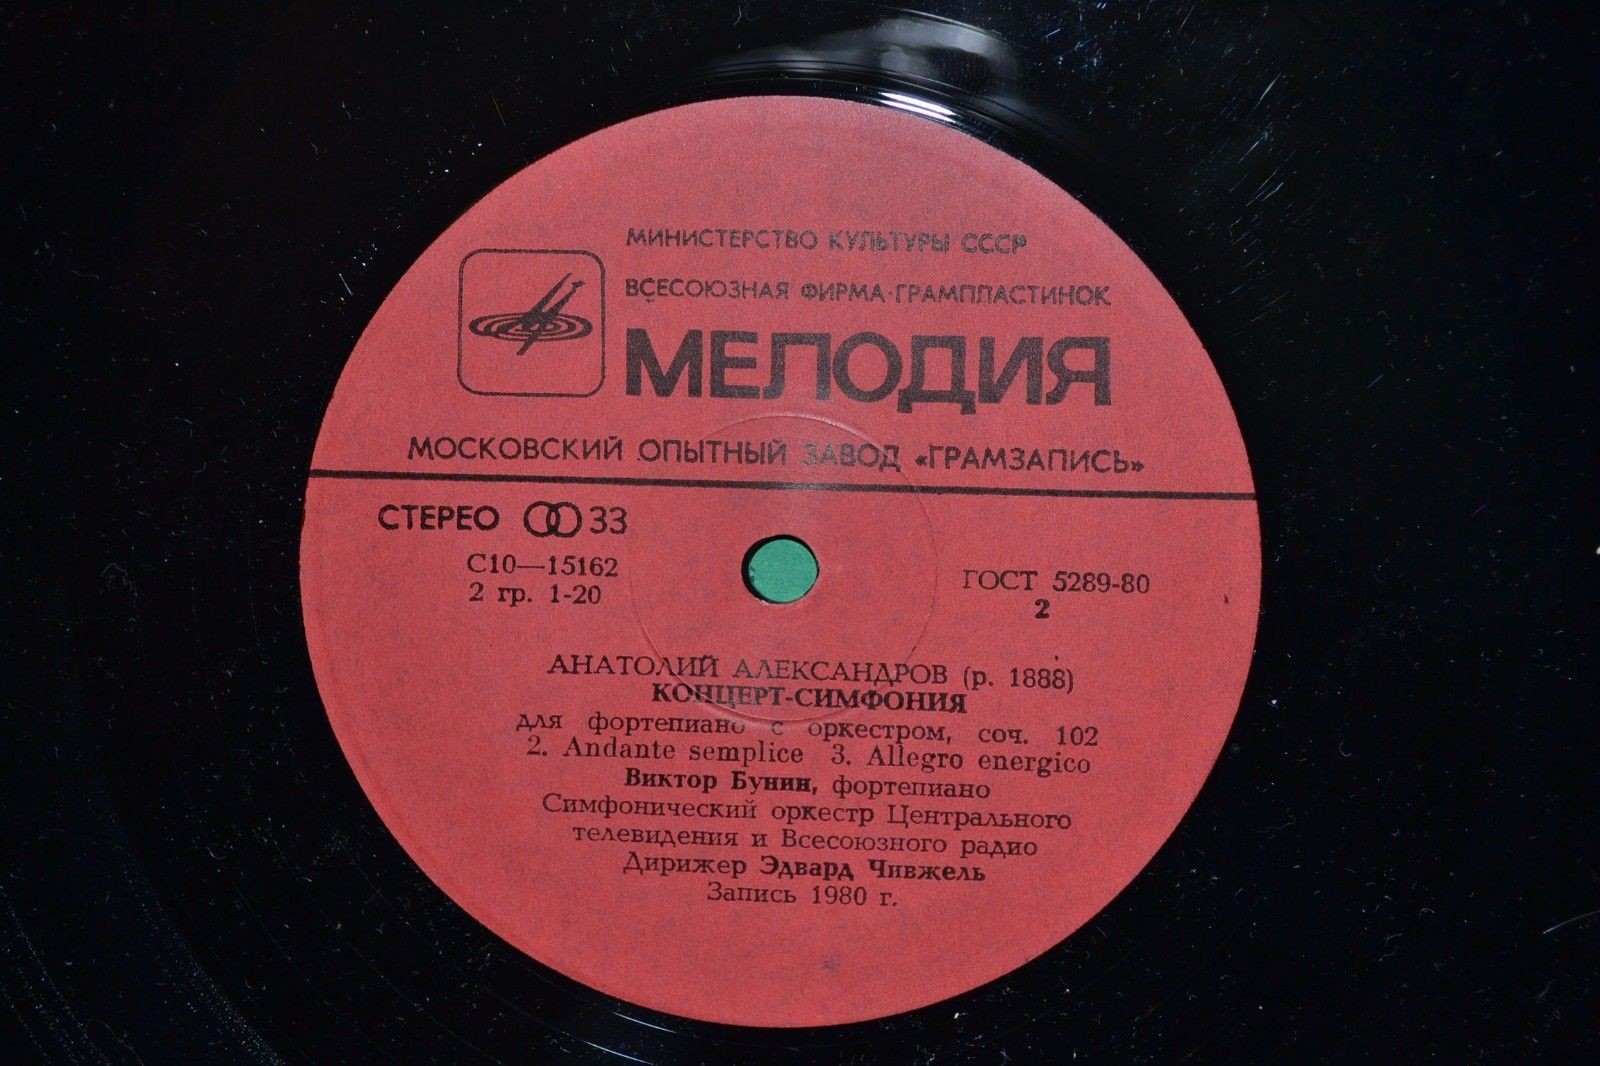 МИНИСТЕРСТВО КУЛЬТУРЫ СССР
ВСЕСОЮЗНАЯ ФИРМА·ГРАМПЛАСТИНОК
МЕЛОДИЯ
МОСКОВСКИЙ ОПЫТНЫЙ ЗАВОД «ГРАМЗАПИСЬ»
СТЕРЕО 33
С10—15162
2 гр. 1-20
ГОСТ 5289-80
2
АНАТОЛИЙ АЛЕКСАНДРОВ (р. 1888)
КОНЦЕРТ-СИМФОНИЯ
для фортепиано с оркестром, соч. 102
2. Andante semplice 3. Allegro energico
Виктор Бунин, фортепиано
Симфонический оркестр Центрального
телевидения и Всесоюзного радио
Дирижер Эдвард Чивжель
Запись 1980 г.